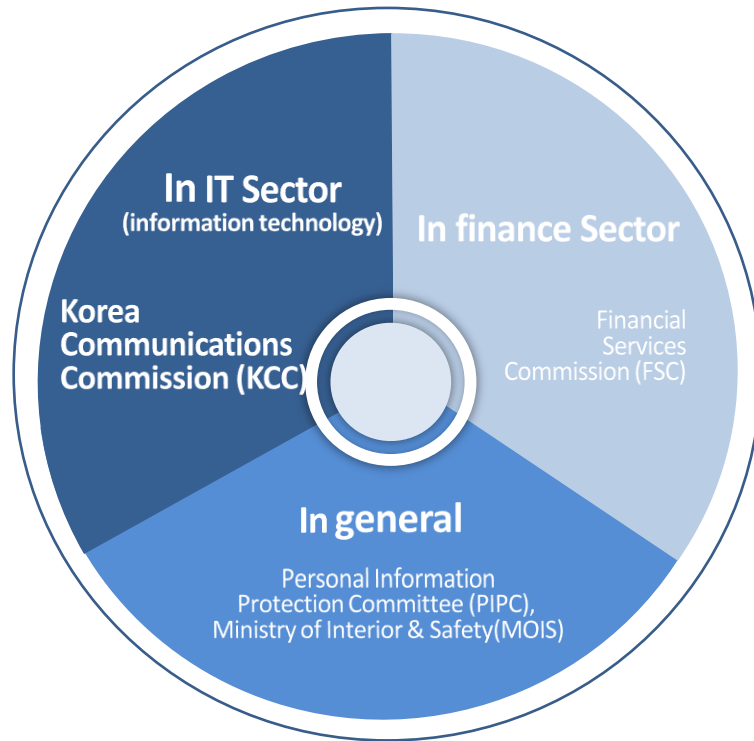 In IT Sector
(information technology)
Korea
Communications
Commission (KCC)
In finance Sector
Financial
Services
Commission (FSC)
In general
Personal Information
Protection Committee (PIPC),
Ministry of Interior & Safety(MOIS)